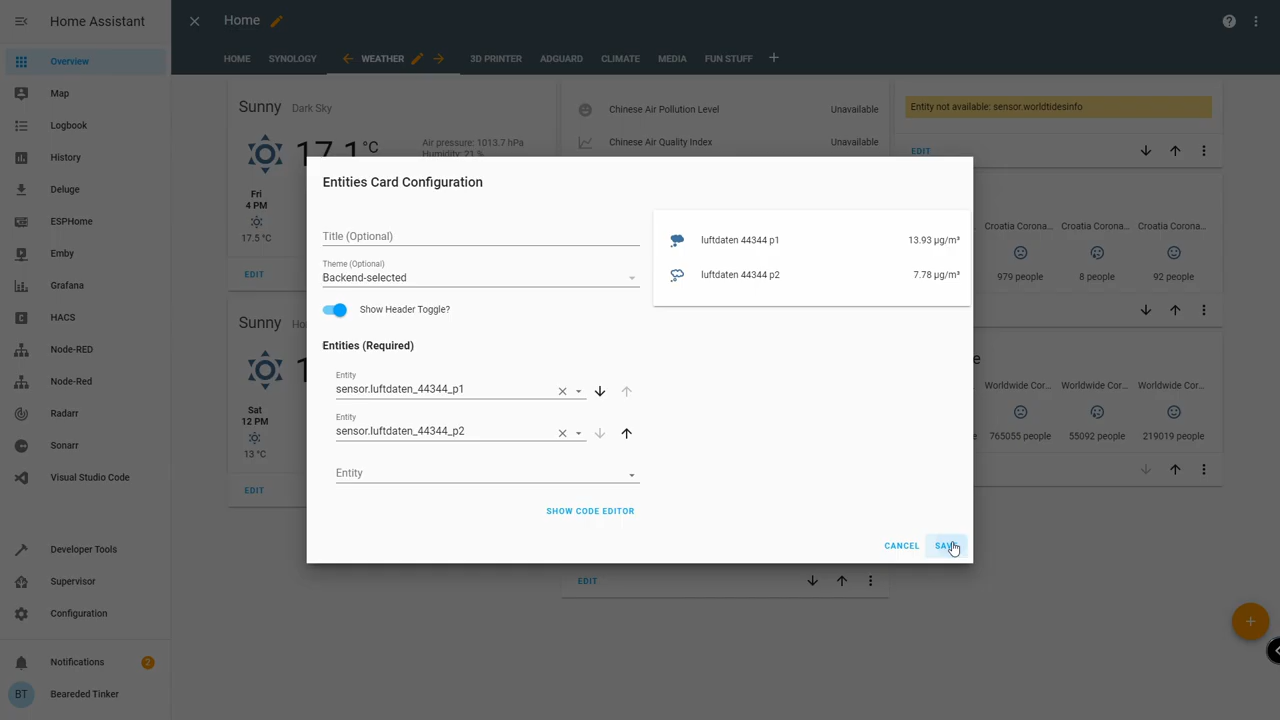 Home Assistant
Overview
Map
Logbook
History
Deluge
ESPHome
Emby
Grafana
HACS
Node-RED
Node-Red
Radarr
Sonarr
Visual Studio Code
Developer Tools
Supervisor
Configuration
Notifications
2
BT
Bearded Tinker
Home
HOME
SYNOLOGY
WEATHER
3D PRINTER
ADGUARD
CLIMATE
MEDIA
FUN STUFF
Sunny
Dark Sky
17.1
°C
Air pressure: 1013.7 hPa
Humidity: 21 %
Fri
4 PM
17.5 °C
EDIT
Sunny
Sat
12 PM
13 °C
EDIT
Chinese Air Pollution Level
Unavailable
Chinese Air Quality Index
Unavailable
EDIT
Entity not available: sensor.worldtidesinfo
EDIT
Croatia Corona...
Croatia Corona...
Croatia Coron...
979 people
8 people
92 people
Worldwide Cor...
Worldwide Cor...
Worldwide Cor...
765055 people
55092 people
219019 people
Entities Card Configuration
Title (Optional)
Theme (Optional)
Backend-selected
Show Header Toggle?
Entities (Required)
Entity
sensor.luftdaten_44344_p1
Entity
sensor.luftdaten_44344_p2
Entity
SHOW CODE EDITOR
luftdaten 44344 p1
13.93 µg/m³
luftdaten 44344 p2
7.78 µg/m³
CANCEL
SAVE